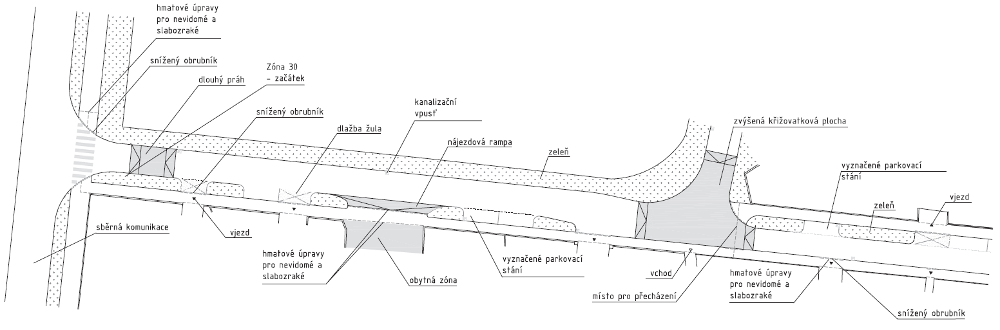 hmatové úpravy
pro nevidomé a
slabozraké
snížený obrubník
dlouhý práh
Zóna 30
- začátek
snížený obrubník
dlažba žula
kanalizační
vpusť
nájezdová rampa
zeleň
zvýšená křižovatková plocha
vyznačené parkovací
stání
zeleň
vjezd
sběrná komunikace
vjezd
hmatové úpravy
pro nevidomé a
slabozraké
obytná zóna
vyznačené parkovací
stání
vchod
místo pro přecházení
hmatové úpravy
pro nevidomé a
slabozraké
snížený obrubník